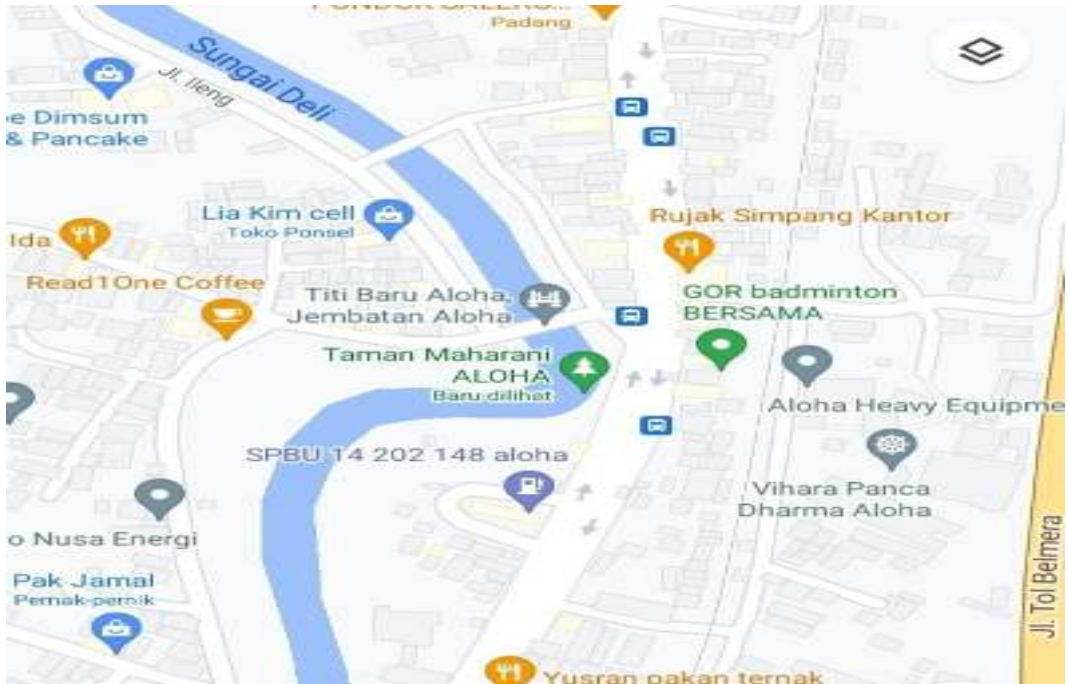 Padang
Sungai Deli
Jl. Ileng
e Dimsum
& Pancake
Lia Kim cell
Toko Ponsel
Rujak Simpang Kantor
Ida
Read1One Coffee
GOR badminton
BERSAMA
Titi Baru Aloha,
Jembatan Aloha
Taman Maharani
ALOHA
Baru dilihat
Aloha Heavy Equipme
SPBU 14 202 148 aloha
Vihara Panca
Dharma Aloha
o Nusa Energi
Pak Jamal
Pernak-pernik
Jl. Tol Belmera
Yusran pakan ternak